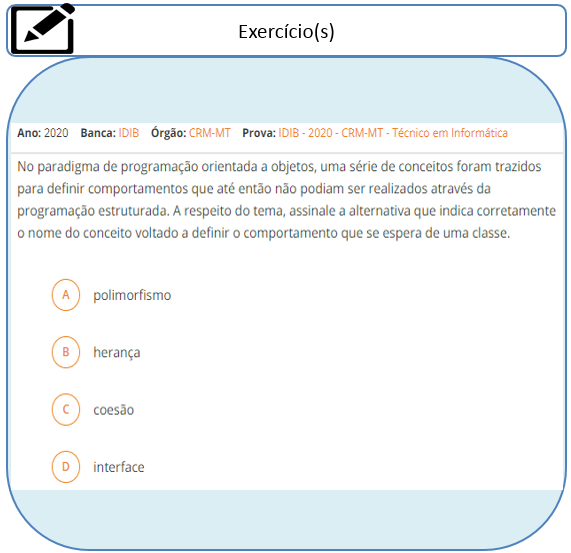 Exercício(s)
Ano: 2020 Banca: IDIB Órgão: CRM-MT Prova: IDIB - 2020 - CRM-MT - Técnico em Informática
No paradigma de programação orientada a objetos, uma série de conceitos foram trazidos
para definir comportamentos que até então não podiam ser realizados através da
programação estruturada. A respeito do tema, assinale a alternativa que indica corretamente
o nome do conceito voltado a definir o comportamento que se espera de uma classe.
A polimorfismo
B herança
C coesão
D interface